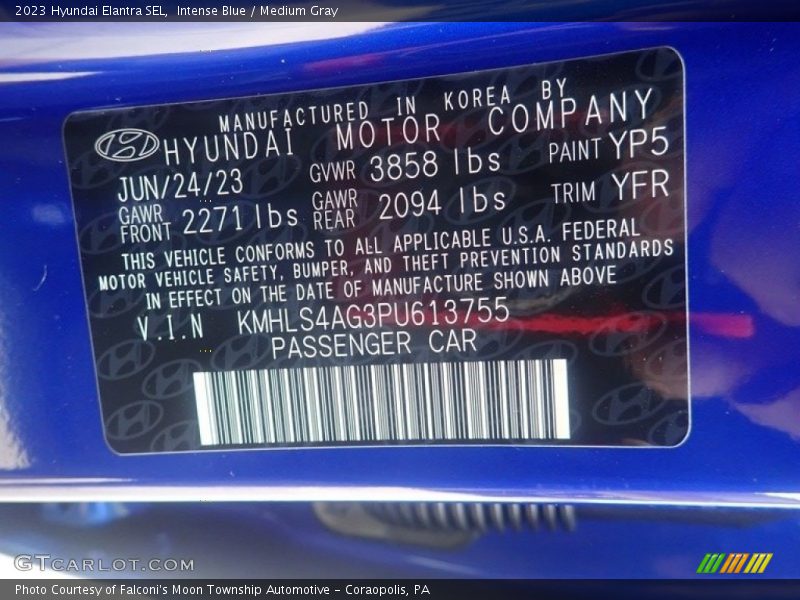 2023 Hyundai Elantra SEL, Intense Blue / Medium Gray
MANUFACTURED IN KOREA BY
HYUNDAI MOTOR COMPANY
JUN/24/23 GVWR 3858 lbs PAINT YP5
GAWR FRONT 2271 lbs GAWR REAR 2094 lbs TRIM YFR
THIS VEHICLE CONFORMS TO ALL APPLICABLE U.S.A. FEDERAL
MOTOR VEHICLE SAFETY, BUMPER, AND THEFT PREVENTION STANDARDS
IN EFFECT ON THE DATE OF MANUFACTURE SHOWN ABOVE
V.I.N KMHLS4AG3PU613755
PASSENGER CAR
GTCARLOT.COM
Photo Courtesy of Falconi's Moon Township Automotive - Coraopolis, PA